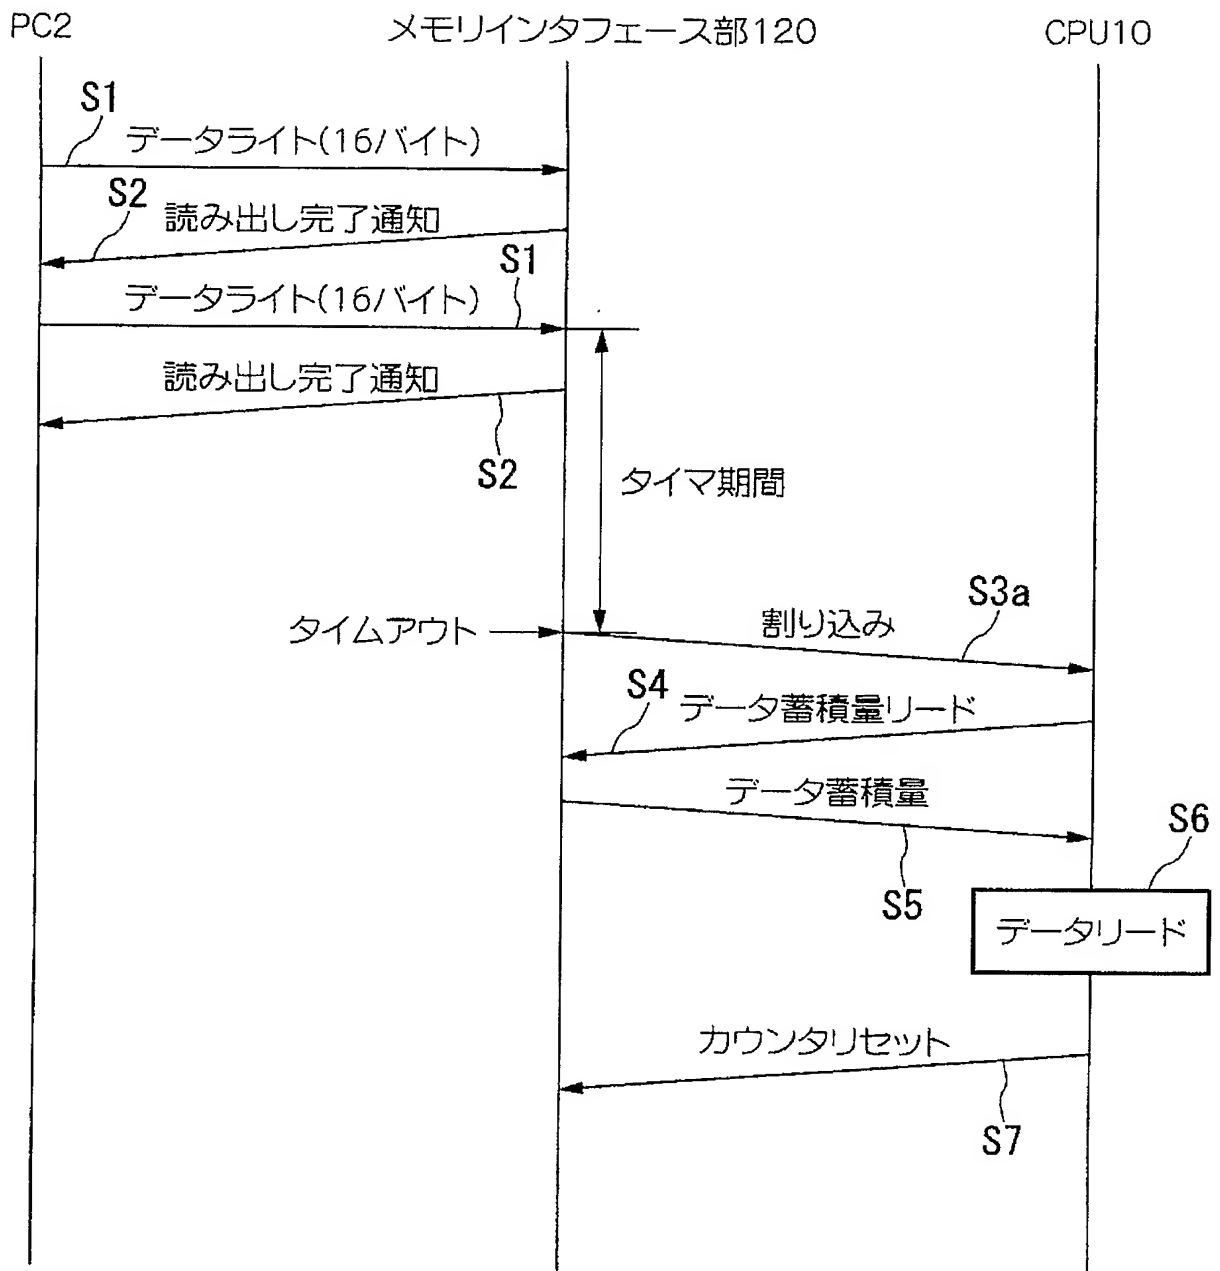 PC2
メモリインタフェース部120
CPU10
S1
データライト(16バイト)
S2
読み出し完了通知
S1
データライト(16バイト)
読み出し完了通知
S2
タイマ期間
S3a
タイムアウト
割り込み
S4
データ蓄積量リード
データ蓄積量
S6
S5
データリード
カウンタリセット
S7